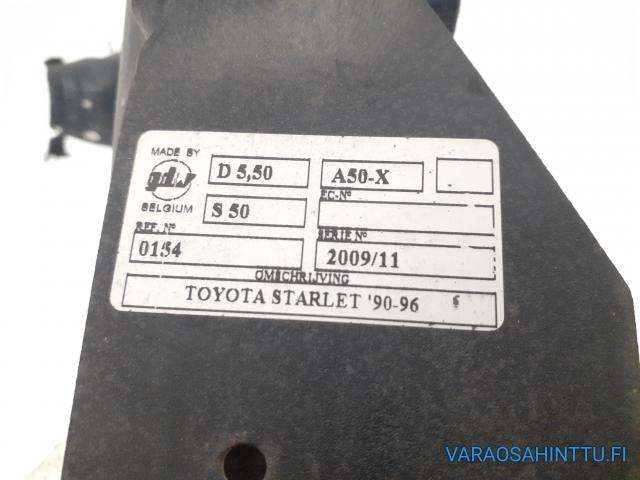 MADE BY
gdw
BELGIUM
D 5,50
A50-X
EC-Nº
S 50
REF. Nº
0154
SERIE Nº
2009/11
OMSCHRIJVING
TOYOTA STARLET '90-96
VARAOSAHINTTU.FI